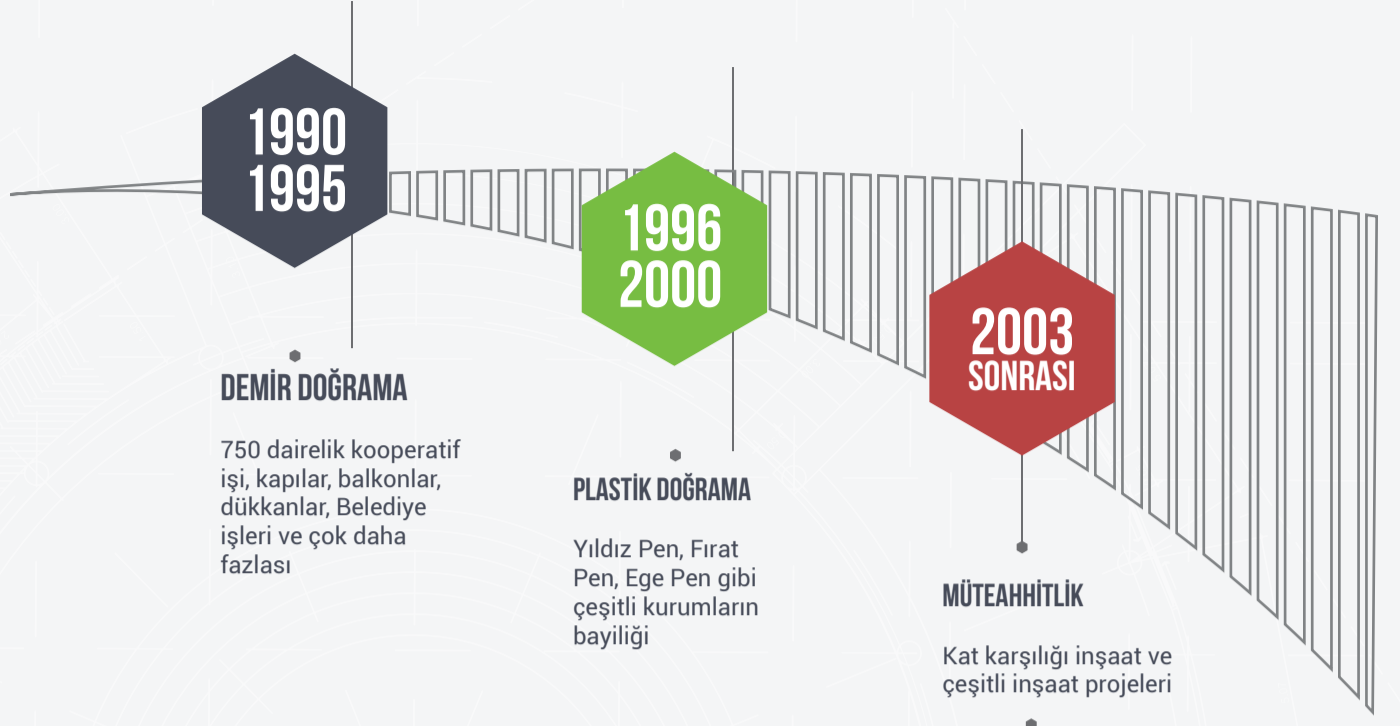 1990
1995
DEMİR DOĞRAMA
750 dairelik kooperatif
işi, kapılar, balkonlar,
dükkanlar, Belediye
işleri ve çok daha
fazlası
1996
2000
PLASTİK DOĞRAMA
Yıldız Pen, Fırat
Pen, Ege Pen gibi
çeşitli kurumların
bayiliği
2003
SONRASI
MÜTEAHHİTLİK
Kat karşılığı inşaat ve
çeşitli inşaat projeleri